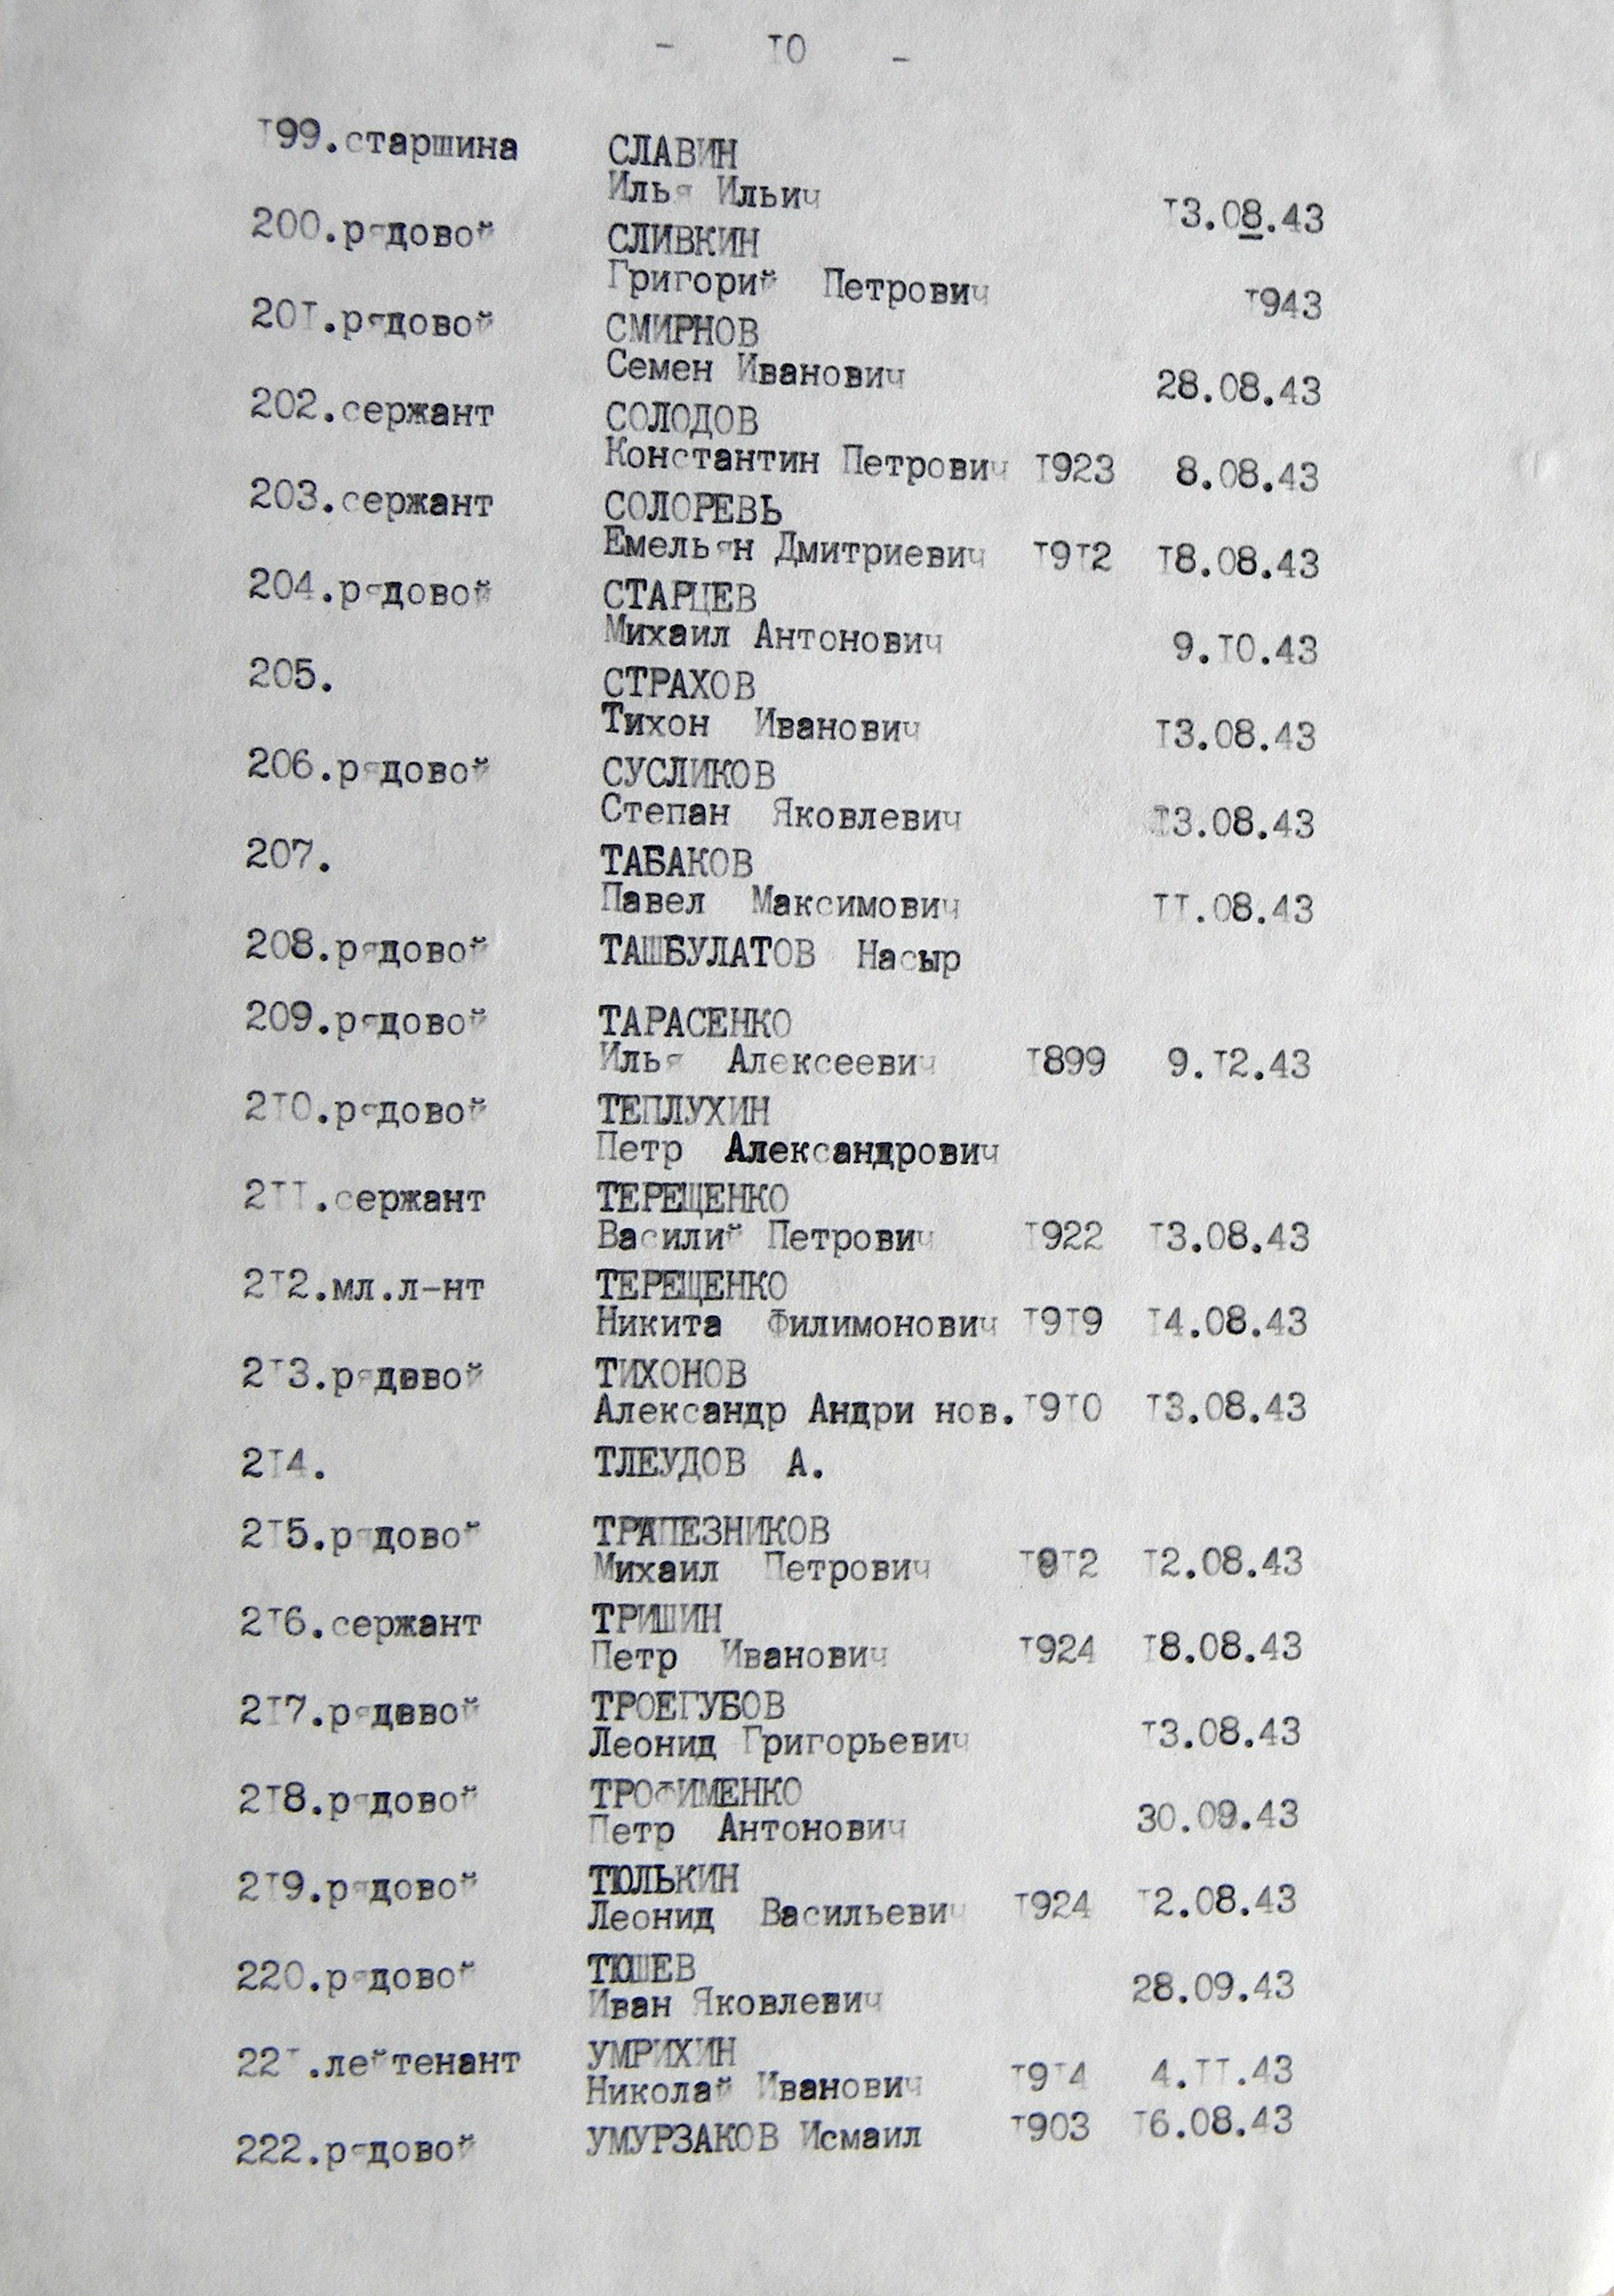 - 10 -
199.старшина СЛАВИН
Илья Ильич 13.08.43
200.рядовой СЛИВКИН
Григорий Петрович 1943
201.рядовой СМИРНОВ
Семен Иванович 28.08.43
202.сержант СОЛОДОВ
Константин Петрович 1923 8.08.43
203.сержант СОЛОРЕВЬ
Емельян Дмитриевич 1912 18.08.43
204.рядовой СТАРЦЕВ
Михаил Антонович 9.10.43
205. СТРАХОВ
Тихон Иванович 13.08.43
206.рядовой СУСЛИКОВ
Степан Яковлевич 13.08.43
207. ТАБАКОВ
Павел Максимович 11.08.43
208.рядовой ТАШБУЛАТОВ Насыр
209.рядовой ТАРАСЕНКО
Илья Алексеевич 1899 9.12.43
210.рядовой ТЕПЛУХИН
Петр Александрович
211.сержант ТЕРЕЩЕНКО
Василий Петрович 1922 13.08.43
212.мл.л-нт ТЕРЕЩЕНКО
Никита Филимонович 1919 14.08.43
213.рядввой ТИХОНОВ
Александр Андри нов. 1910 13.08.43
214. ТЛЕУДОВ А.
215.рядовой ТРАПЕЗНИКОВ
Михаил Петрович 1912 12.08.43
216.сержант ТРИШИН
Петр Иванович 1924 18.08.43
217.рядввой ТРОЕГУБОВ
Леонид Григорьевич 13.08.43
218.рядовой ТРОФИМЕНКО
Петр Антонович 30.09.43
219.рядовой ТЮЛЬКИН
Леонид Васильевич 1924 12.08.43
220.рядовой ТЮШЕВ
Иван Яковлевич 28.09.43
221.лейтенант УМРИХИН
Николай Иванович 1914 4.11.43
222.рядовой УМУРЗАКОВ Исмаил 1903 16.08.43